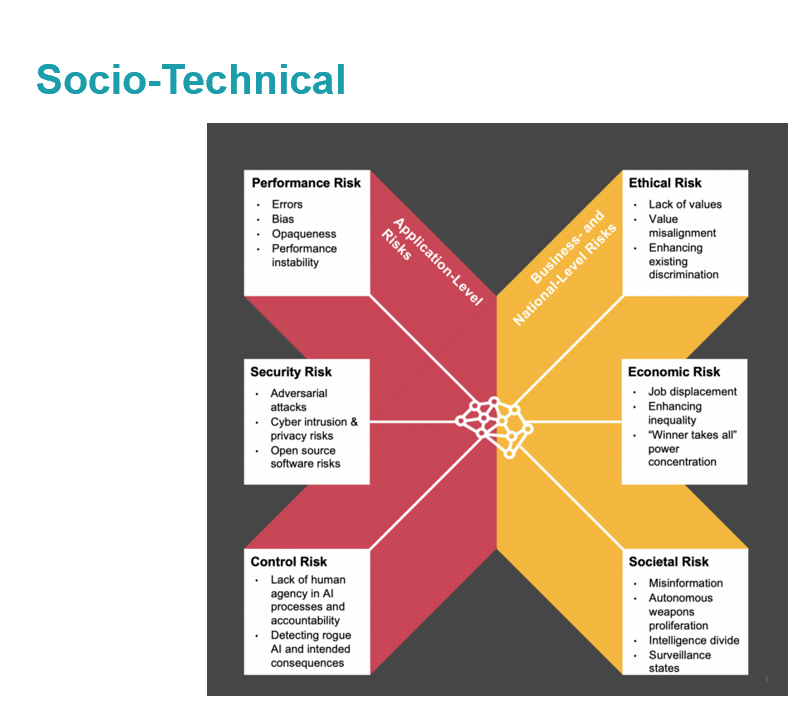 Socio-Technical
Performance Risk
• Errors
• Bias
• Opaqueness
• Performance
instability
Application-Level
Risks
Business- and
National-Level Risks
Ethical Risk
• Lack of values
• Value
misalignment
• Enhancing
existing
discrimination
Security Risk
• Adversarial
attacks
• Cyber intrusion &
privacy risks
• Open source
software risks
Economic Risk
• Job displacement
• Enhancing
inequality
• “Winner takes all”
power
concentration
Control Risk
• Lack of human
agency in AI
processes and
accountability
• Detecting rogue
AI and intended
consequences
Societal Risk
• Misinformation
• Autonomous
weapons
proliferation
• Intelligence divide
• Surveillance
states
1